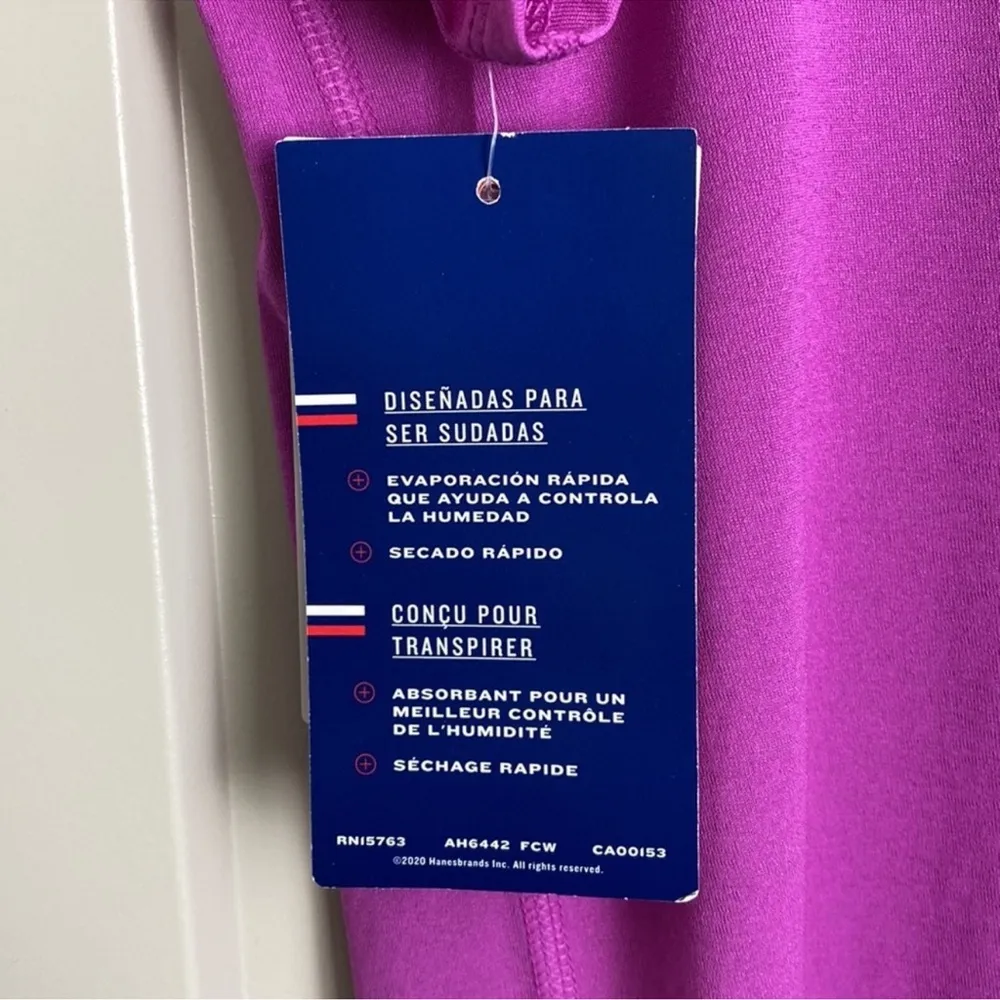 DISEÑADAS PARA
SER SUDADAS
EVAPORACIÓN RÁPIDA
QUE AYUDA A CONTROLA
LA HUMEDAD
SECADO RÁPIDO
CONÇU POUR
TRANSPIRER
ABSORBANT POUR UN
MEILLEUR CONTRÔLE
DE L'HUMIDITÉ
SÉCHAGE RAPIDE
RN15763 AH6442 FCW CA00153
©2020 Hanesbrands Inc. All rights reserved.